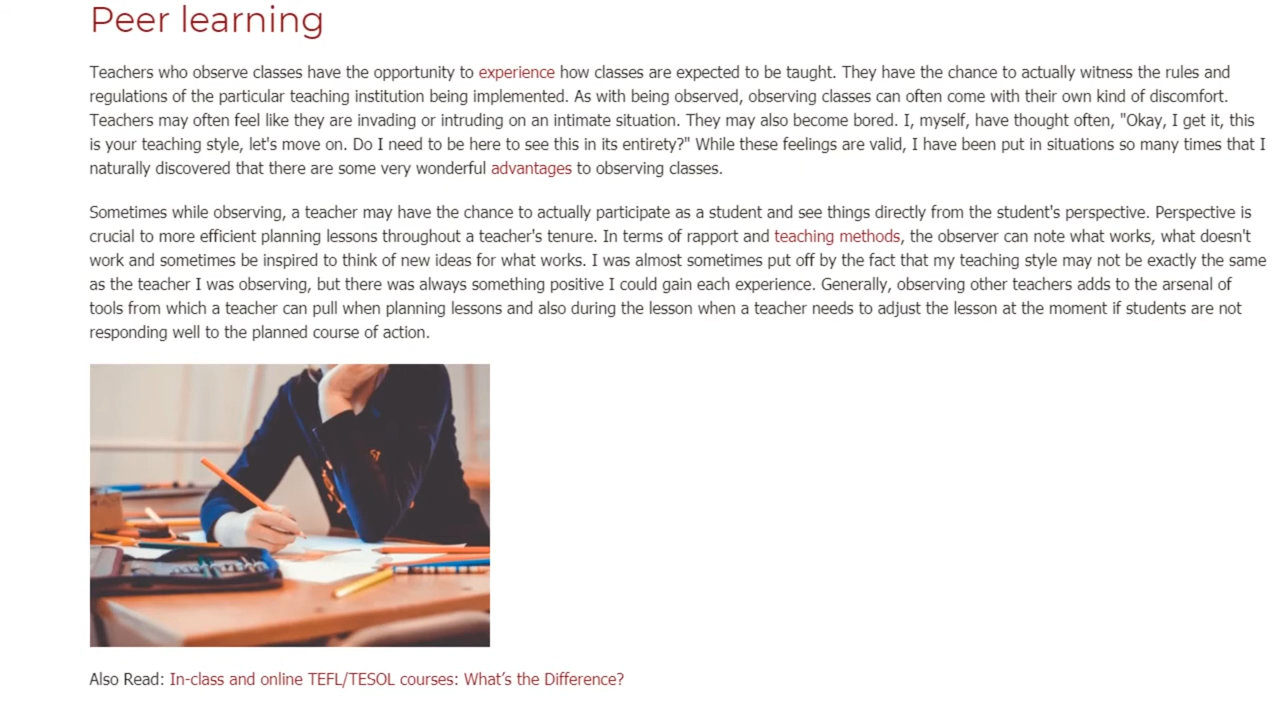 Peer learning
Teachers who observe classes have the opportunity to experience how classes are expected to be taught. They have the chance to actually witness the rules and
regulations of the particular teaching institution being implemented. As with being observed, observing classes can often come with their own kind of discomfort.
Teachers may often feel like they are invading or intruding on an intimate situation. They may also become bored. I, myself, have thought often, "Okay, I get it, this
is your teaching style, let's move on. Do I need to be here to see this in its entirety?" While these feelings are valid, I have been put in situations so many times that I
naturally discovered that there are some very wonderful advantages to observing classes.
Sometimes while observing, a teacher may have the chance to actually participate as a student and see things directly from the student's perspective. Perspective is
crucial to more efficient planning lessons throughout a teacher's tenure. In terms of rapport and teaching methods, the observer can note what works, what doesn't
work and sometimes be inspired to think of new ideas for what works. I was almost sometimes put off by the fact that my teaching style may not be exactly the same
as the teacher I was observing, but there was always something positive I could gain each experience. Generally, observing other teachers adds to the arsenal of
tools from which a teacher can pull when planning lessons and also during the lesson when a teacher needs to adjust the lesson at the moment if students are not
responding well to the planned course of action.
Also Read: In-class and online TEFL/TESOL courses: What’s the Difference?